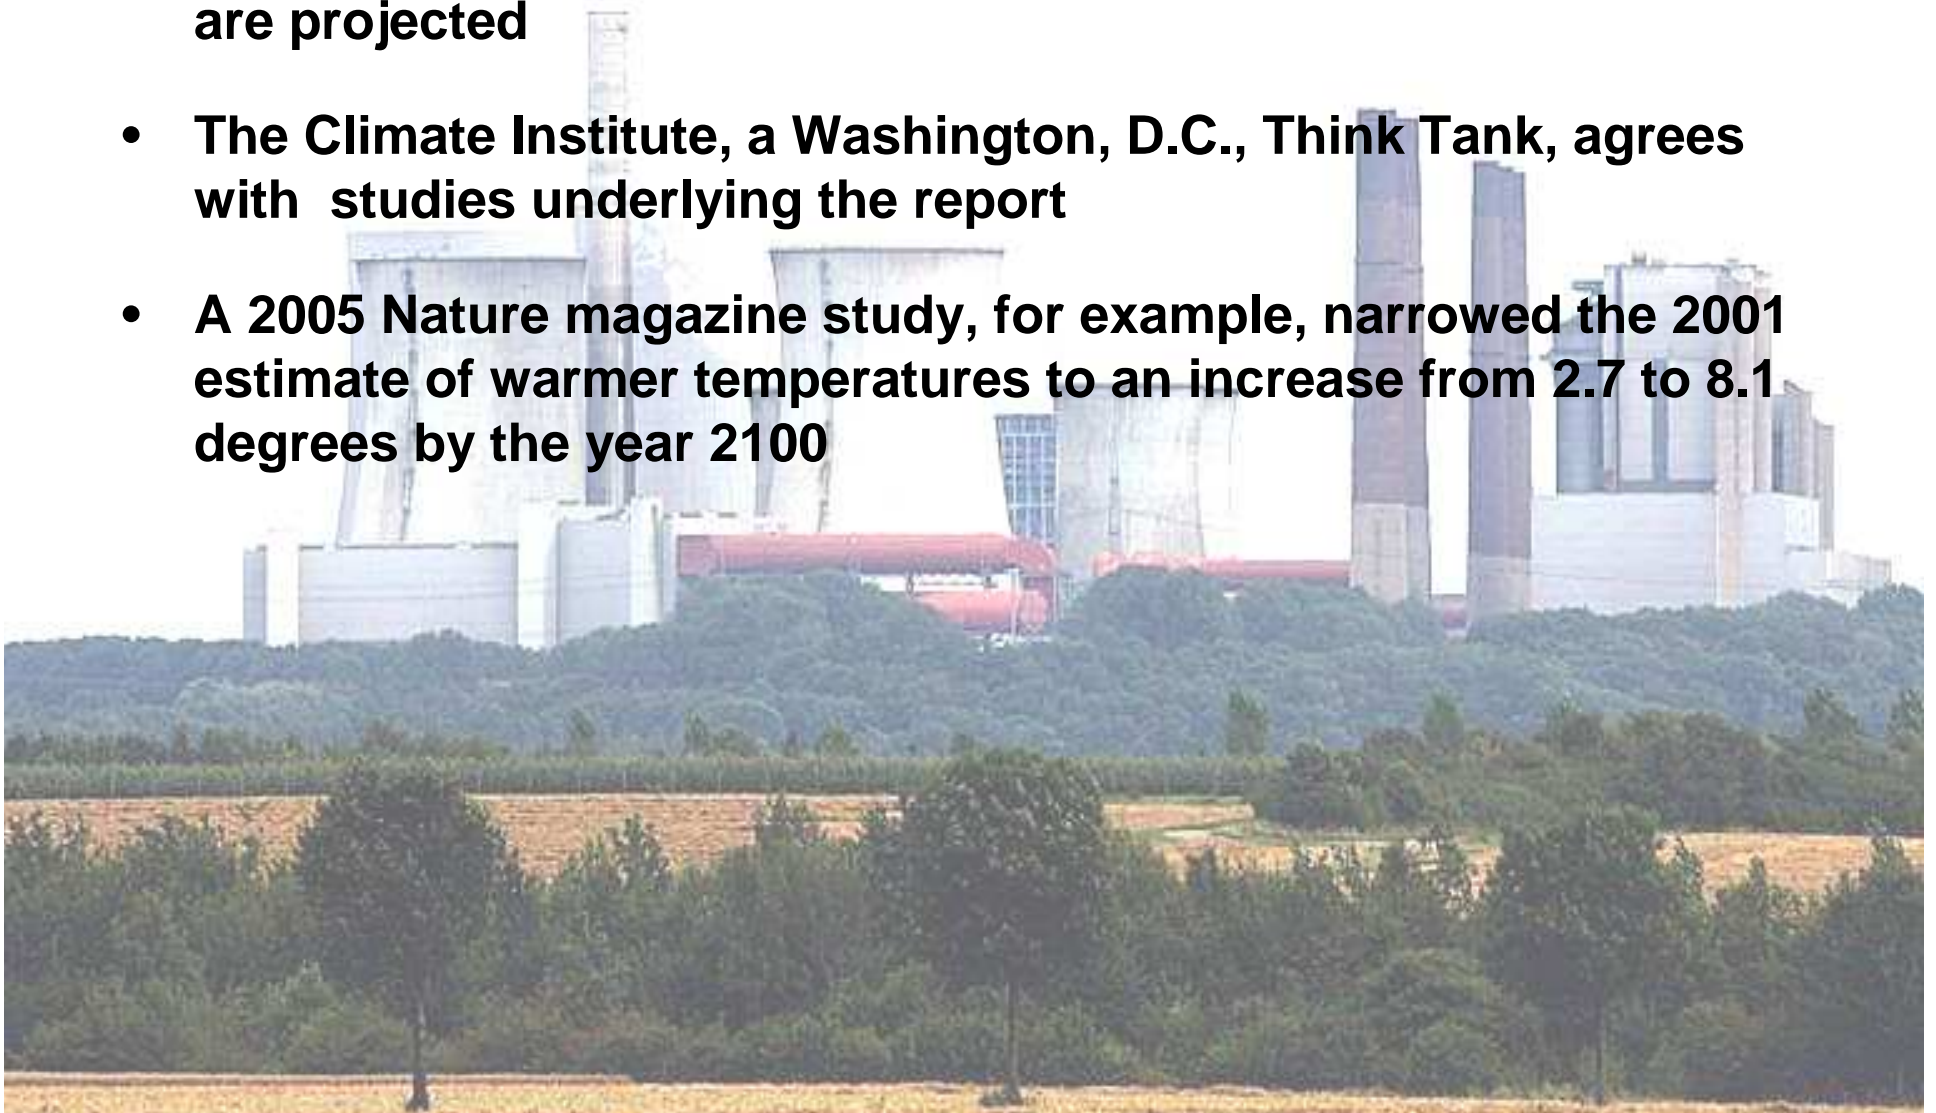 are projected
• The Climate Institute, a Washington, D.C., Think Tank, agrees
with  studies underlying the report
• A 2005 Nature magazine study, for example, narrowed the 2001
estimate of warmer temperatures to an increase from 2.7 to 8.1
degrees by the year 2100